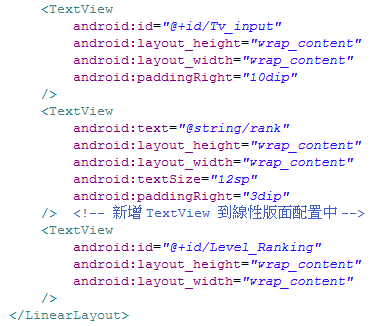 <TextView
android:id="@+id/Tv_input"
android:layout_height="wrap_content"
android:layout_width="wrap_content"
android:paddingRight="10dip"
/>
<TextView
android:text="@string/rank"
android:layout_height="wrap_content"
android:layout_width="wrap_content"
android:textSize="12sp"
android:paddingRight="3dip"
/> <!-- 新增 TextView 到線性版面配置中 -->
<TextView
android:id="@+id/Level_Ranking"
android:layout_height="wrap_content"
android:layout_width="wrap_content"
/>
</LinearLayout>